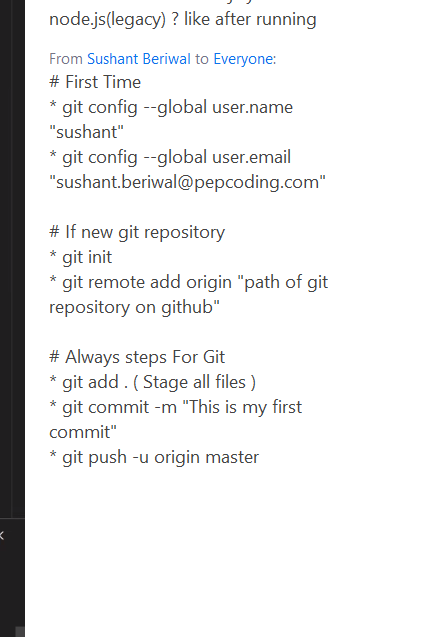 node.js(legacy) ? like after running
From Sushant Beriwal to Everyone:
# First Time
* git config --global user.name
"sushant"
* git config --global user.email
"sushant.beriwal@pepcoding.com"
# If new git repository
* git init
* git remote add origin "path of git
repository on github"
# Always steps For Git
* git add . ( Stage all files )
* git commit -m "This is my first
commit"
* git push -u origin master